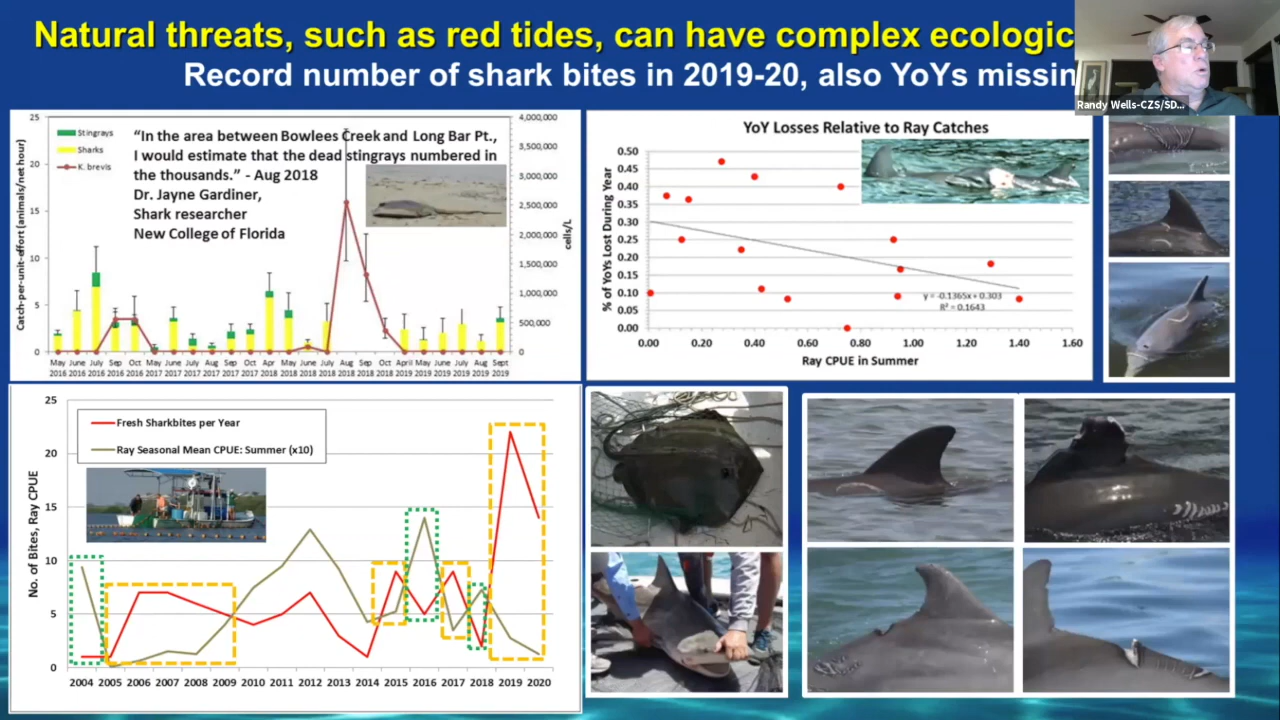 Natural threats, such as red tides, can have complex ecologic
Record number of shark bites in 2019-20, also YoYs missin
Randy Wells-CZS/SD...
25
20
15
10
5
0
Catch-per-unit-effort (animals/net hour)
Stingrays
Sharks
K. brevis
"In the area between Bowlees Creek and Long Bar Pt.,
I would estimate that the dead stingrays numbered in
the thousands." - Aug 2018
Dr. Jayne Gardiner,
Shark researcher
New College of Florida
4,000,000
3,500,000
3,000,000
2,500,000
2,000,000
1,500,000
1,000,000
500,000
0
cells/L
May June July Sep Oct May June July Aug Sep Oct Apr May June July Aug Sep Oct April May June July Aug Sept
2016 2016 2016 2016 2016 2017 2017 2017 2017 2017 2017 2018 2018 2018 2018 2018 2018 2018 2019 2019 2019 2019 2019 2019
YoY Losses Relative to Ray Catches
% of YoYs Lost During Year
0.50
0.45
0.40
0.35
0.30
0.25
0.20
0.15
0.10
0.05
0.00
y = -0.1365x + 0.303
R² = 0.1643
0.00 0.20 0.40 0.60 0.80 1.00 1.20 1.40 1.60
Ray CPUE in Summer
25
20
15
10
5
0
No. of Bites, Ray CPUE
Fresh Sharkbites per Year
Ray Seasonal Mean CPUE: Summer (x10)
2004 2005 2006 2007 2008 2009 2010 2011 2012 2013 2014 2015 2016 2017 2018 2019 2020